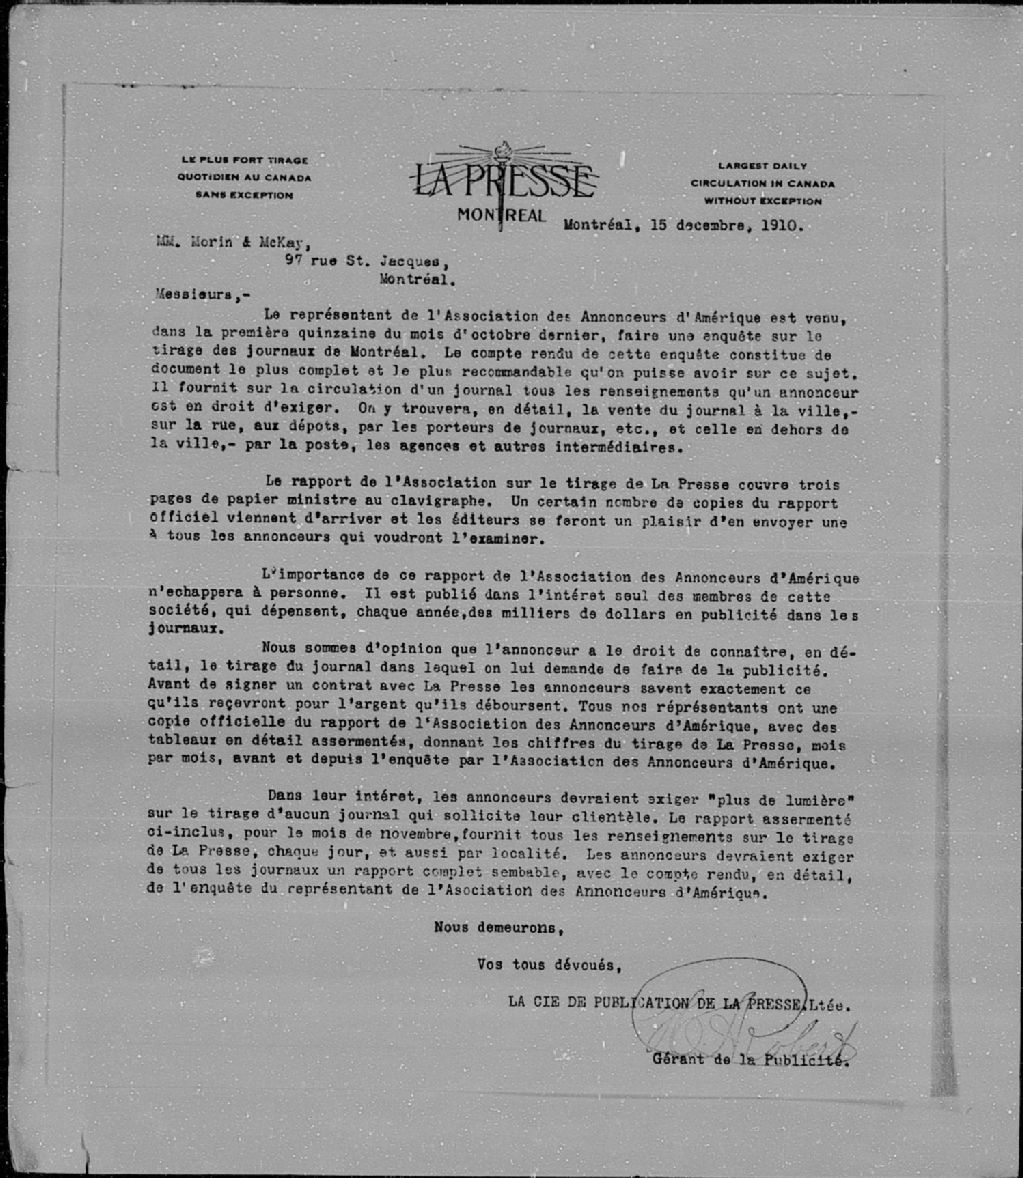 LE PLUS FORT TIRAGE
QUOTIDIEN AU CANADA
SANS EXCEPTION
LA PRESSE
MONTREAL
LARGEST DAILY
CIRCULATION IN CANADA
WITHOUT EXCEPTION
Montréal, 15 decembre, 1910.
MM. Morin & McKay,
97 rue St. Jacques,
Montréal.
Messieurs,-
Le représentant de l'Association des Annonceurs d'Amérique est venu,
dans la première quinzaine du mois d'octobre dernier, faire une enquête sur le
tirage des journaux de Montréal. Le compte rendu de cette enquête constitue de
document le plus complet et le plus recommandable qu'on puisse avoir sur ce sujet.
Il fournit sur la circulation d'un journal tous les renseignements qu'un annonceur
est en droit d'exiger. On y trouvera, en détail, la vente du journal à la ville,-
sur la rue, aux dépots, par les porteurs de journaux, etc., et celle en dehors de
la ville,- par la poste, les agences et autres intermédiaires.
Le rapport de l'Association sur le tirage de La Presse couvre trois
pages de papier ministre au clavigraphe. Un certain nombre de copies du rapport
officiel viennent d'arriver et les éditeurs se feront un plaisir d'en envoyer une
à tous les annonceurs qui voudront l'examiner.
L'importance de ce rapport de l'Association des Annonceurs d'Amérique
n'echappera à personne. Il est publié dans l'intéret seul des membres de cette
société, qui dépensent, chaque année,des milliers de dollars en publicité dans les
journaux.
Nous sommes d'opinion que l'annonceur a le droit de connaître, en dé-
tail, le tirage du journal dans lequel on lui demande de faire de la publicité.
Avant de signer un contrat avec La Presse les annonceurs savent exactement ce
qu'ils reçevront pour l'argent qu'ils déboursent. Tous nos réprésentants ont une
copie officielle du rapport de l'Association des Annonceurs d'Amérique, avec des
tableaux en détail assermentés, donnant les chiffres du tirage de La Presse, mois
par mois, avant et depuis l'enquête par l'Association des Annonceurs d'Amérique.
Dans leur intéret, les annonceurs devraient exiger "plus de lumière"
sur le tirage d'aucun journal qui sollicite leur clientèle. Le rapport assermenté
ci-inclus, pour le mois de novembre,fournit tous les renseignements sur le tirage
de La Presse, chaque jour, et aussi par localité. Les annonceurs devraient exiger
de tous les journaux un rapport complet sembable, avec le compte rendu, en détail,
de l'enquête du représentant de l'Asociation des Annonceurs d'Amérique.
Nous demeurons,
Vos tous dévoués,
LA CIE DE PUBLICATION DE LA PRESSE,Ltée.
Robert
Gérant de la Publicité.